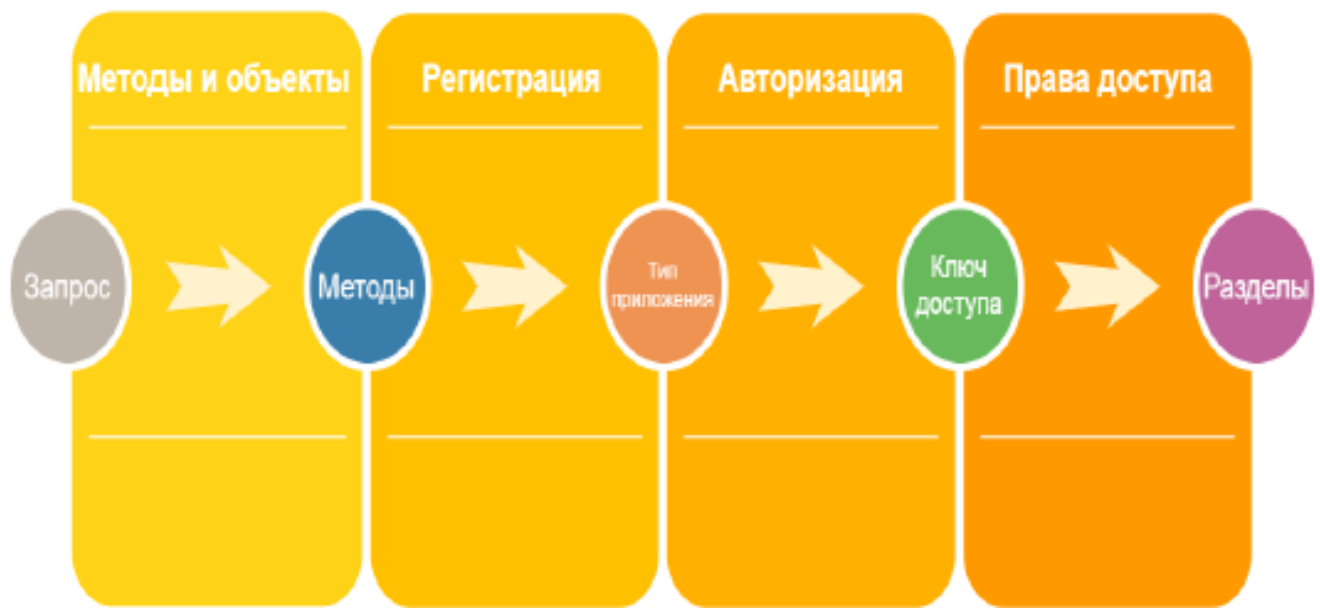 Методы и объекты
Регистрация
Авторизация
Права доступа
Запрос
Методы
Тип
приложения
Ключ
доступа
Разделы